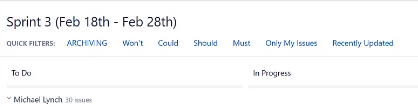 Sprint 3 (Feb 18th - Feb 28th)
QUICK FILTERS: ARCHIVING Won't Could Should Must Only My Issues Recently Updated
To Do In Progress
Michael Lynch 30 issues